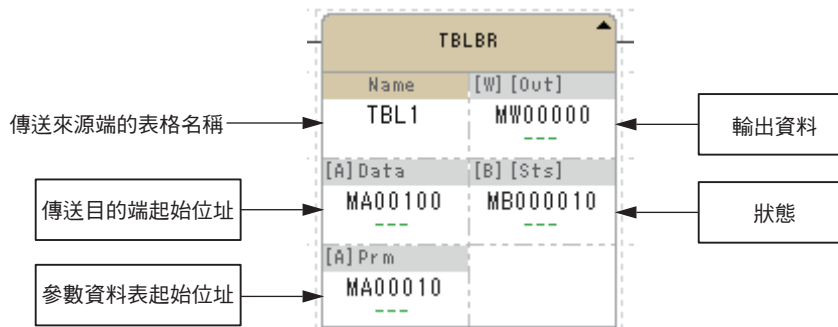 TBLBR
Name [W] [Out]
傳送來源端的表格名稱 TBL1 MW00000 輸出資料
---
[A]Data [B] [Sts]
傳送目的端起始位址 MA00100 MB000010 狀態
--- ---
[A]Prm
參數資料表起始位址 MA00010
---